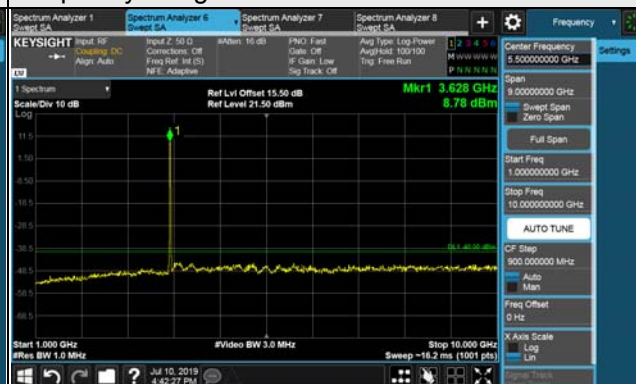 Spectrum Analyzer 1
Swept SA
Spectrum Analyzer 6
Swept SA
Spectrum Analyzer 7
Swept SA
Spectrum Analyzer 8
Swept SA
+
Frequency
KEYSIGHT
Input: RF
Coupling: DC
Align: Auto
Input Z: 50 Ω
Corrections: Off
Freq Ref: Int (S)
NFE: Adaptive
#Atten: 16 dB
PNO: Fast
Gate: Off
IF Gain: Low
Sig Track: Off
Avg Type: Log-Power
Avg|Hold: 100/100
Trig: Free Run
1 2 3 4 5 6
M W W W W W
P N N N N N
LXI
Settings
Center Frequency
5.500000000 GHz
Span
9.00000000 GHz
Swept Span
Zero Span
Full Span
Start Freq
1.000000000 GHz
Stop Freq
10.000000000 GHz
AUTO TUNE
CF Step
900.000000 MHz
Auto
Man
Freq Offset
0 Hz
X Axis Scale
Log
Lin
Signal Track
1 Spectrum
Scale/Div 10 dB
Log
Ref Lvl Offset 15.50 dB
Ref Level 21.50 dBm
Mkr1 3.628 GHz
8.78 dBm
1
11.5
1.50
-8.50
-18.5
-28.5
-38.5
-48.5
-58.5
-68.5
DL1 -40.00 dBm
Start 1.000 GHz
#Res BW 1.0 MHz
#Video BW 3.0 MHz
Stop 10.000 GHz
Sweep ~16.2 ms (1001 pts)
?
Jul 10, 2019
4:42:27 PM